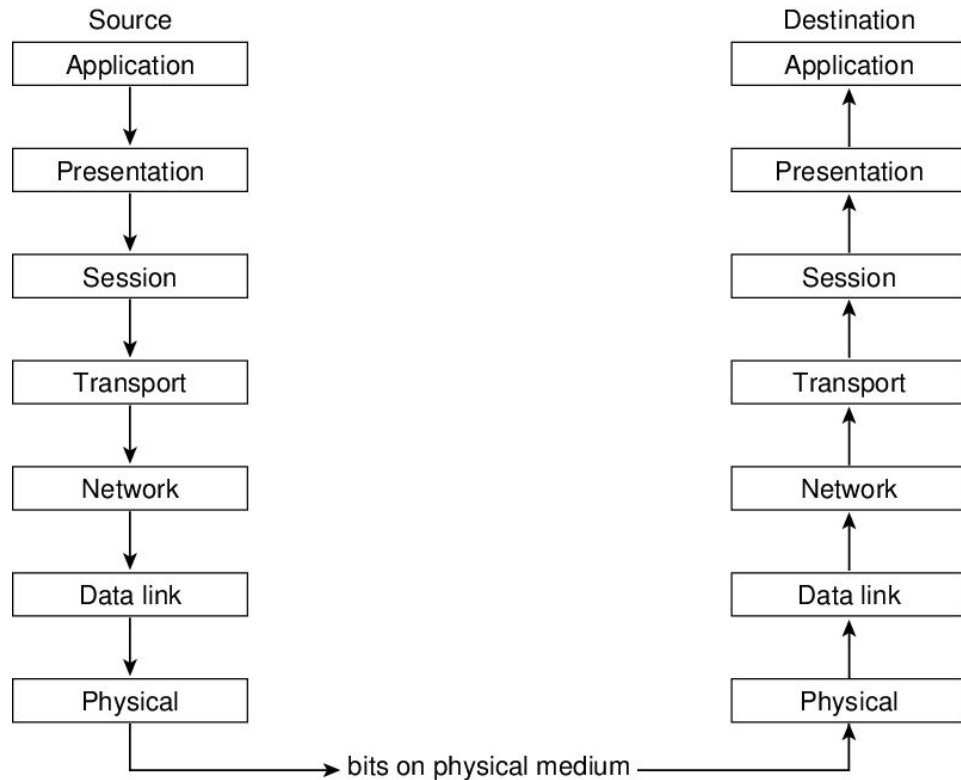 Source
Application
Presentation
Session
Transport
Network
Data link
Physical
Destination
Application
Presentation
Session
Transport
Network
Data link
Physical
bits on physical medium